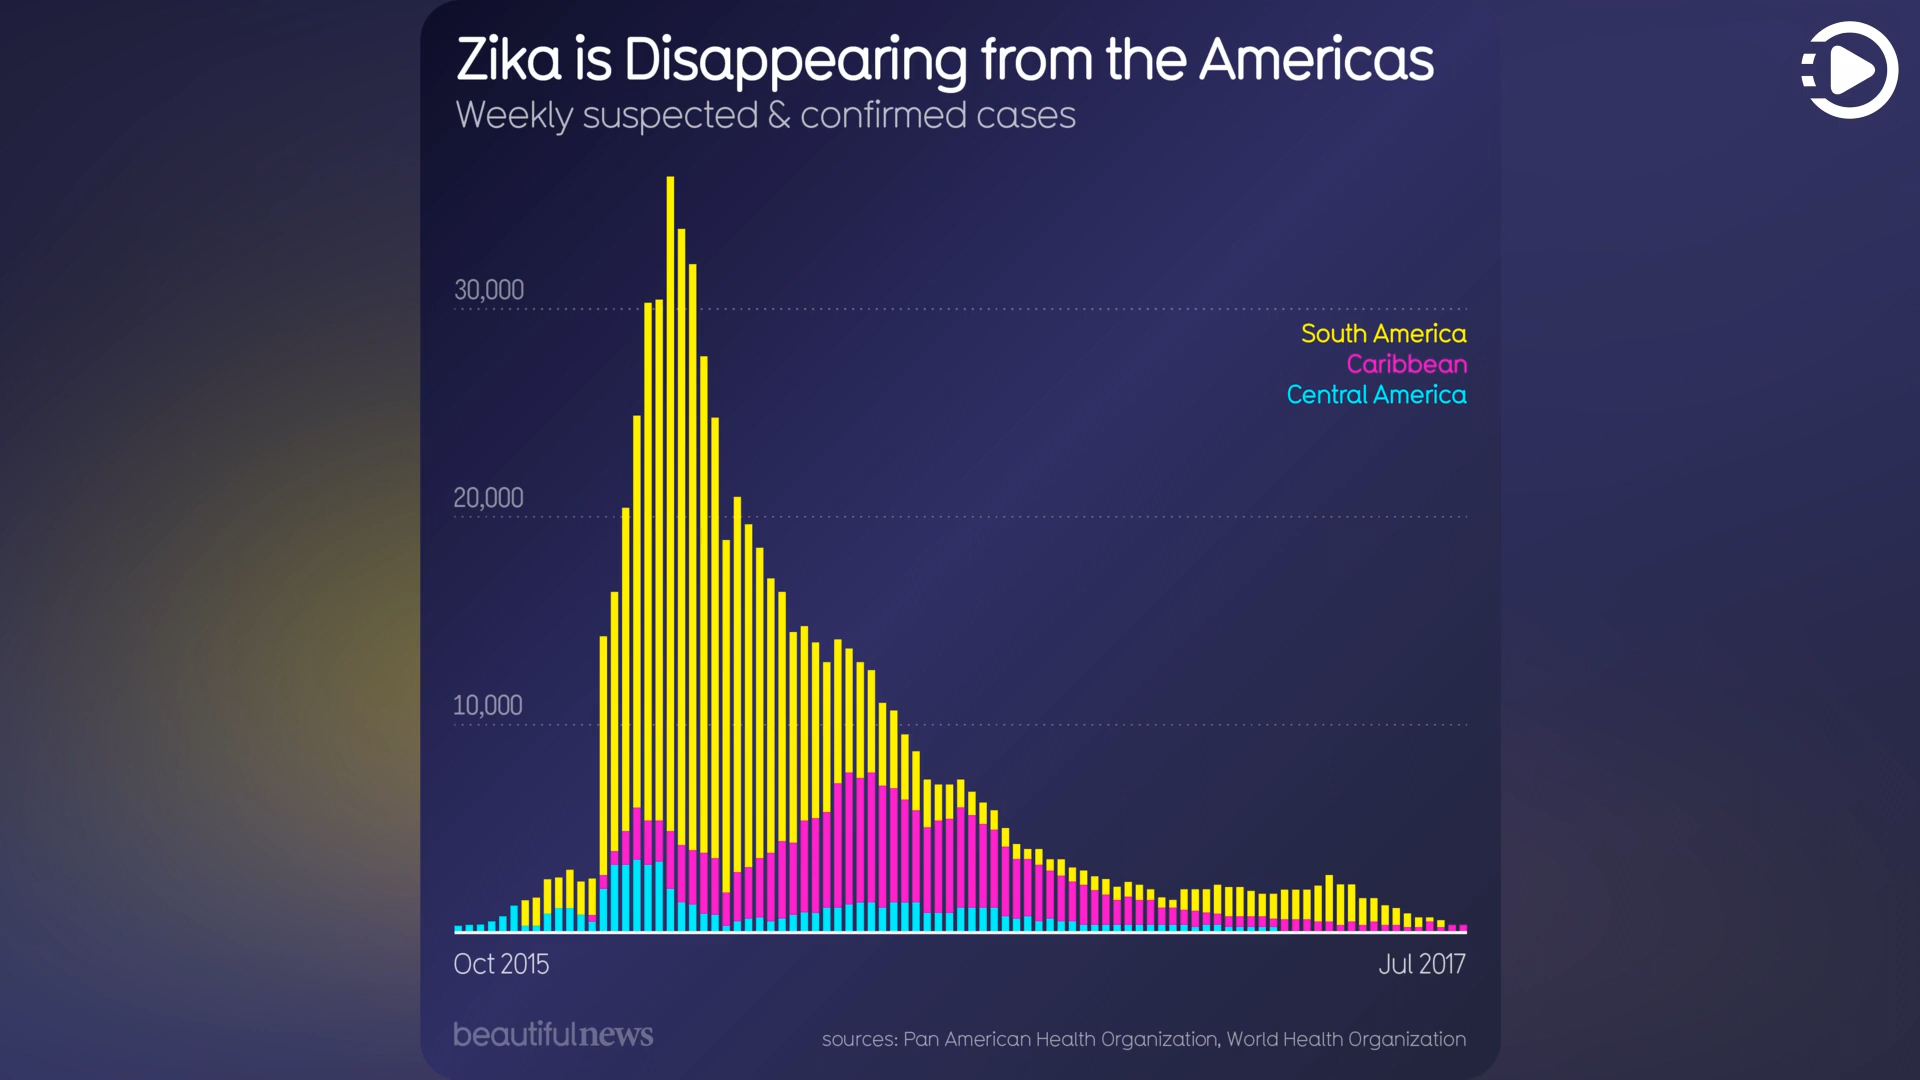 Zika is Disappearing from the Americas
Weekly suspected & confirmed cases
30,000
South America
Caribbean
Central America
20,000
10,000
Oct 2015
Jul 2017
beautifulnews
sources: Pan American Health Organization, World Health Organization